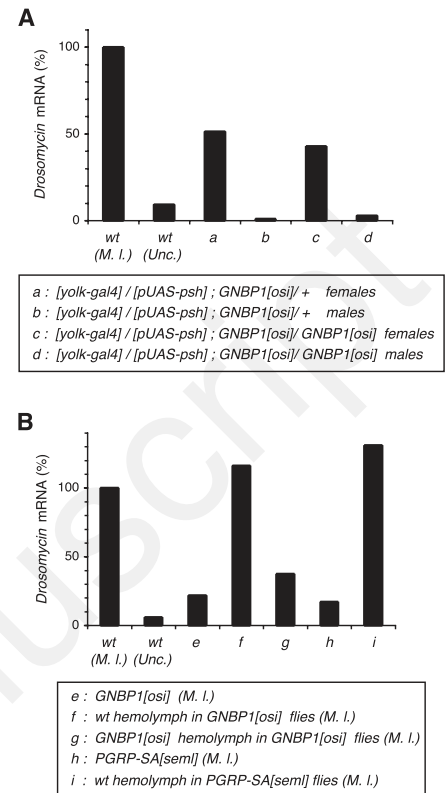 A
Drosomycin mRNA (%)
100
50
0
wt a b c d
wt
(M. l.) (Unc.)
a : [yolk-gal4] / [pUAS-psh] ; GNBP1[osi]/ + females
b : [yolk-gal4] / [pUAS-psh] ; GNBP1[osi]/ + males
c : [yolk-gal4] / [pUAS-psh] ; GNBP1[osi]/ GNBP1[osi] females
d : [yolk-gal4] / [pUAS-psh] ; GNBP1[osi]/ GNBP1[osi] males
B
Drosomycin mRNA (%)
100
50
0
wt wt e f g h i
(M. l.) (Unc.)
e : GNBP1[osi] (M. l.)
f : wt hemolymph in GNBP1[osi] flies (M. l.)
g : GNBP1[osi] hemolymph in GNBP1[osi] flies (M. l.)
h : PGRP-SA[seml] (M. l.)
i : wt hemolymph in PGRP-SA[seml] flies (M. l.)
uscript